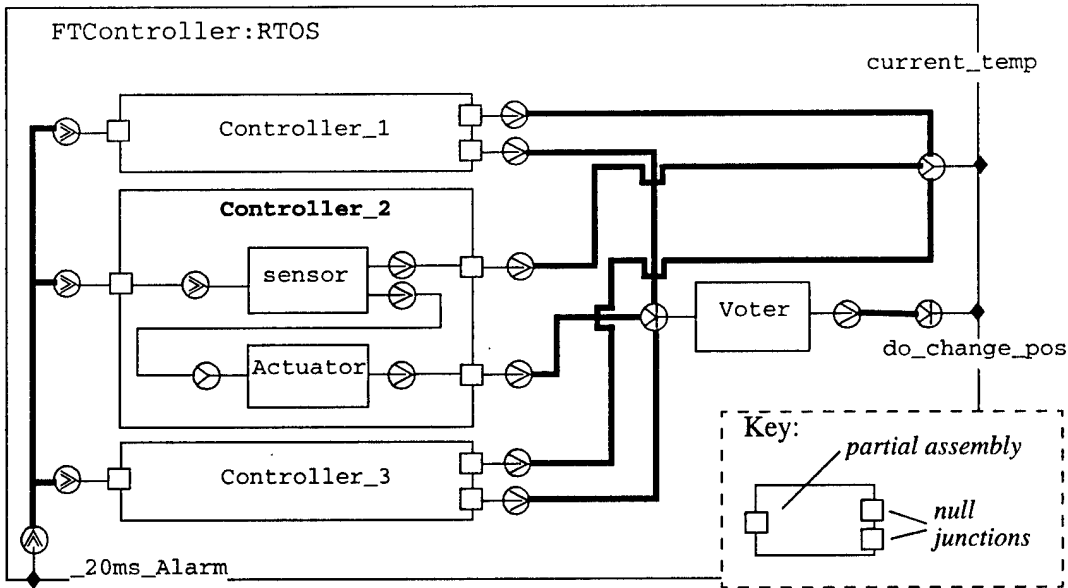 FTController:RTOS
current_temp
Controller_1
Controller_2
sensor
Voter
do_change_pos
Actuator
Key:
partial assembly
Controller_3
null
junctions
_20ms_Alarm